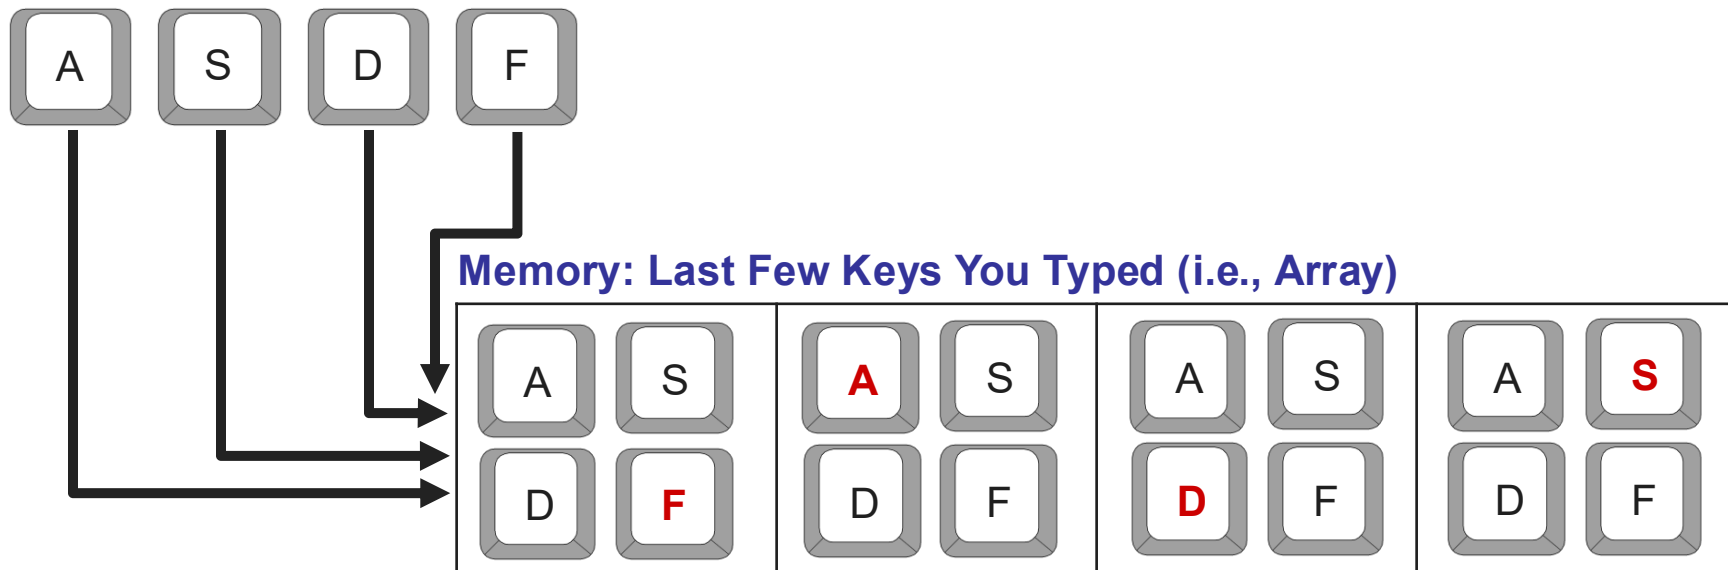 A S D F
Memory: Last Few Keys You Typed (i.e., Array)
A S A S A S A S
D F D F D F D F